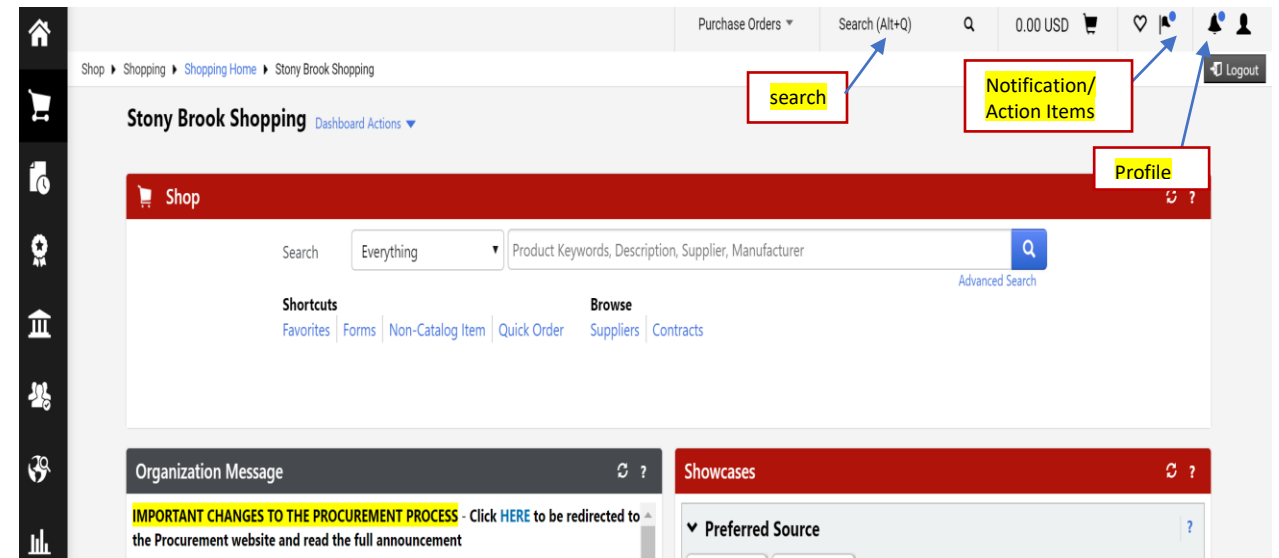 Purchase Orders Search (Alt+Q) 0.00 USD
Shop Shopping Shopping Home Stony Brook Shopping Logout
search
Notification/
Action Items
Profile
Stony Brook Shopping Dashboard Actions
Shop ?
Search Everything Product Keywords, Description, Supplier, Manufacturer
Advanced Search
Shortcuts Browse
Favorites Forms Non-Catalog Item Quick Order Suppliers Contracts
Organization Message ? Showcases ?
IMPORTANT CHANGES TO THE PROCUREMENT PROCESS - Click HERE to be redirected to
the Procurement website and read the full announcement
Preferred Source ?